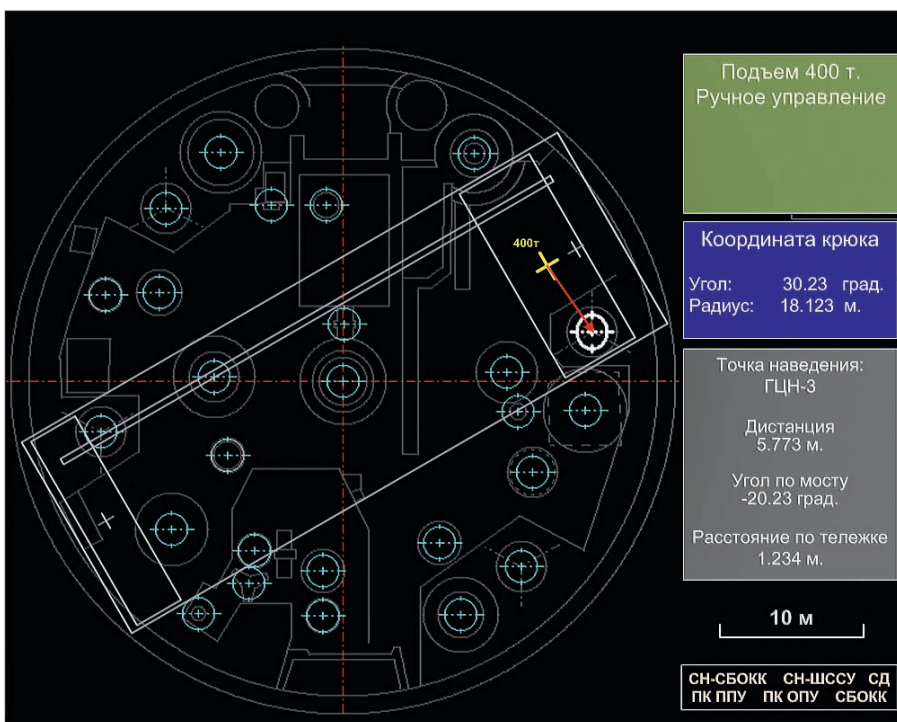 Подъем 400 т.
Ручное управление
Координата крюка
Угол: 30.23 град.
Радиус: 18.123 м.
400т
Точка наведения:
ГЦН-3
Дистанция
5.773 м.
Угол по мосту
-20.23 град.
Расстояние по тележке
1.234 м.
10 м
СН-СБОКК СН-ШССУ СД
ПК ППУ ПК ОПУ СБОКК